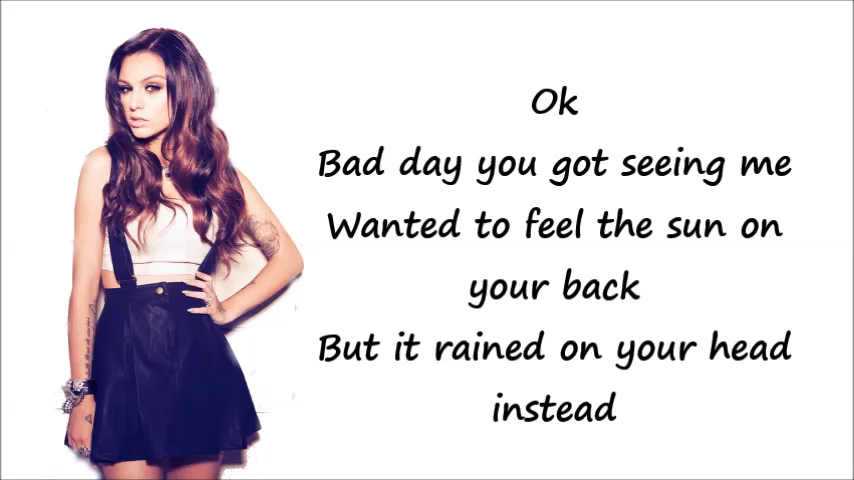 Ok
Bad day you got seeing me
Wanted to feel the sun on
your back
But it rained on your head
instead